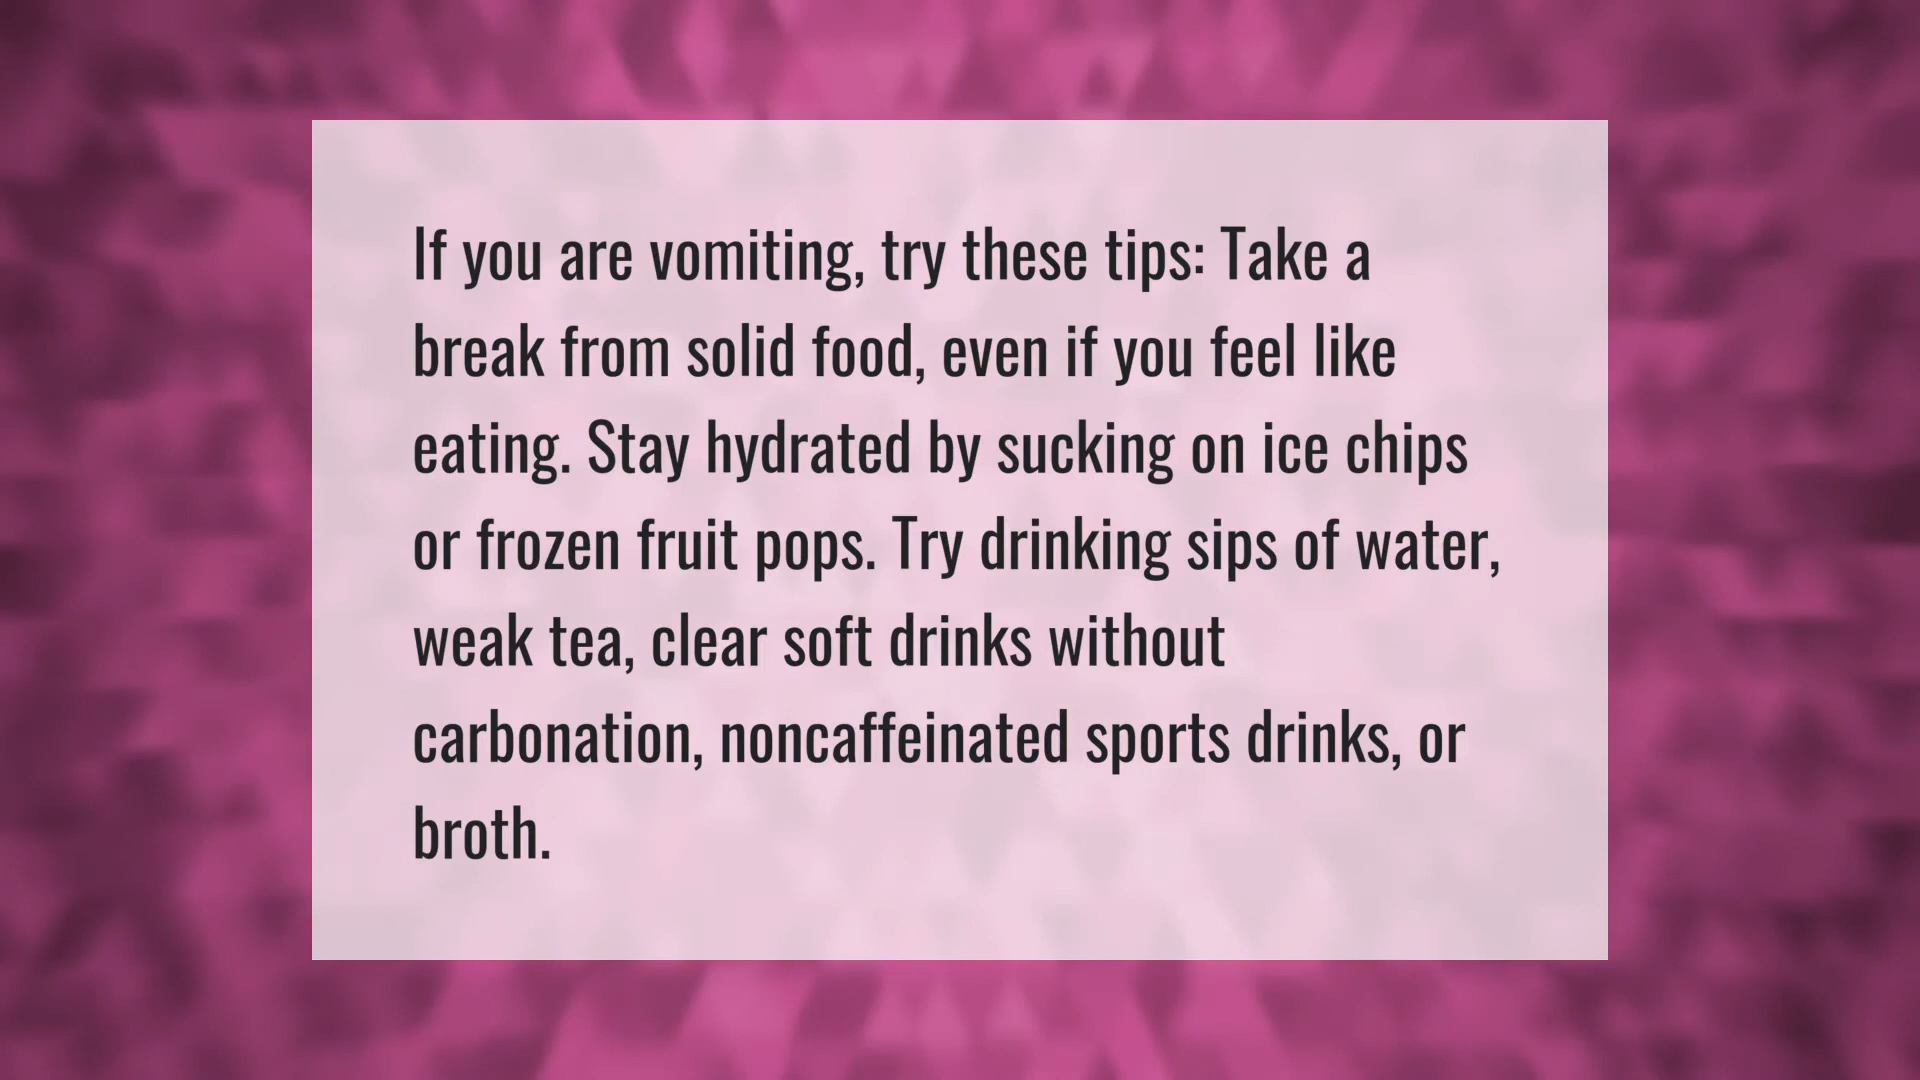 If you are vomiting, try these tips: Take a
break from solid food, even if you feel like
eating. Stay hydrated by sucking on ice chips
or frozen fruit pops. Try drinking sips of water,
weak tea, clear soft drinks without
carbonation, noncaffeinated sports drinks, or
broth.